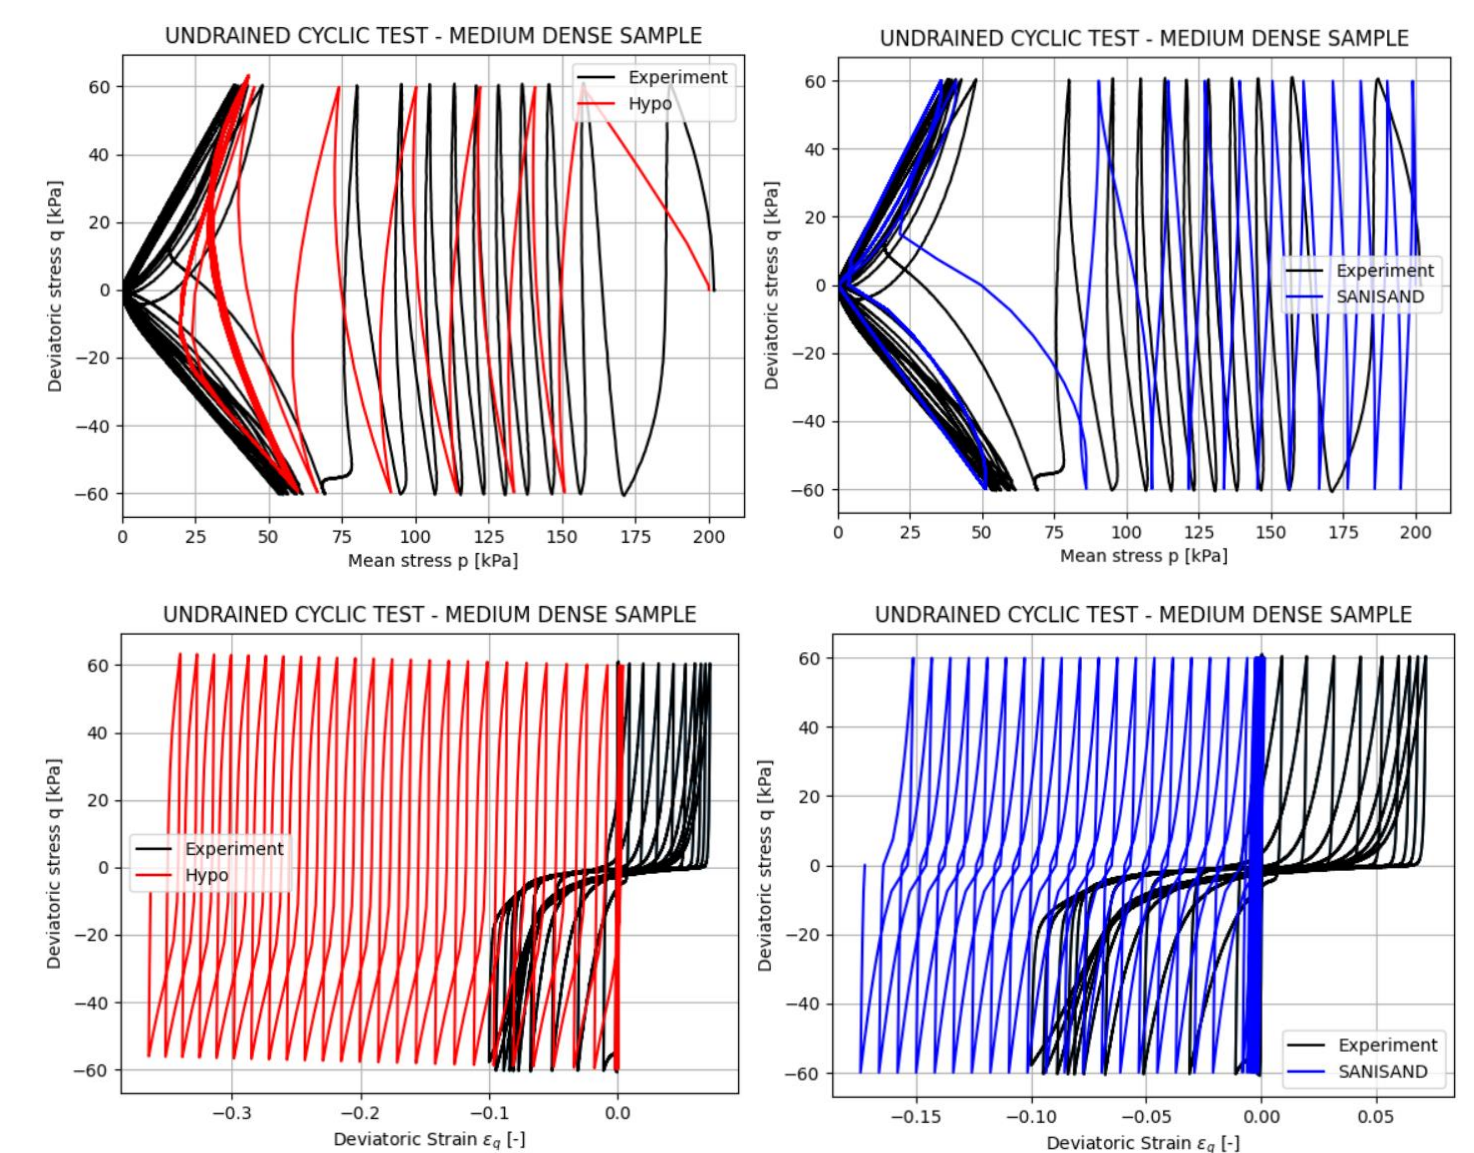 UNDRAINED CYCLIC TEST - MEDIUM DENSE SAMPLE
Deviatoric stress q [kPa]
60
40
20
0
−20
−40
−60
Experiment
Hypo
0 25 50 75 100 125 150 175 200
Mean stress p [kPa]
UNDRAINED CYCLIC TEST - MEDIUM DENSE SAMPLE
Deviatoric stress q [kPa]
60
40
20
0
−20
−40
−60
Experiment
SANISAND
0 25 50 75 100 125 150 175 200
Mean stress p [kPa]
UNDRAINED CYCLIC TEST - MEDIUM DENSE SAMPLE
Deviatoric stress q [kPa]
60
40
20
0
−20
−40
−60
Experiment
Hypo
−0.3 −0.2 −0.1 0.0
Deviatoric Strain εq [-]
UNDRAINED CYCLIC TEST - MEDIUM DENSE SAMPLE
Deviatoric stress q [kPa]
60
40
20
0
−20
−40
−60
Experiment
SANISAND
−0.15 −0.10 −0.05 0.00 0.05
Deviatoric Strain εq [-]